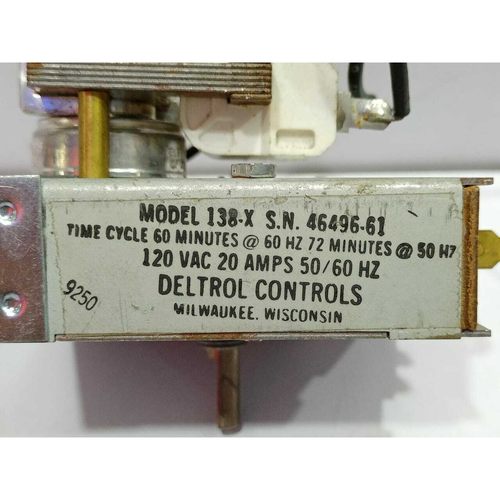 MODEL 138-X S.N. 46496-61
TIME CYCLE 60 MINUTES @ 60 HZ 72 MINUTES @ 50 HZ
120 VAC 20 AMPS 50/60 HZ
DELTROL CONTROLS
MILWAUKEE, WISCONSIN
9250